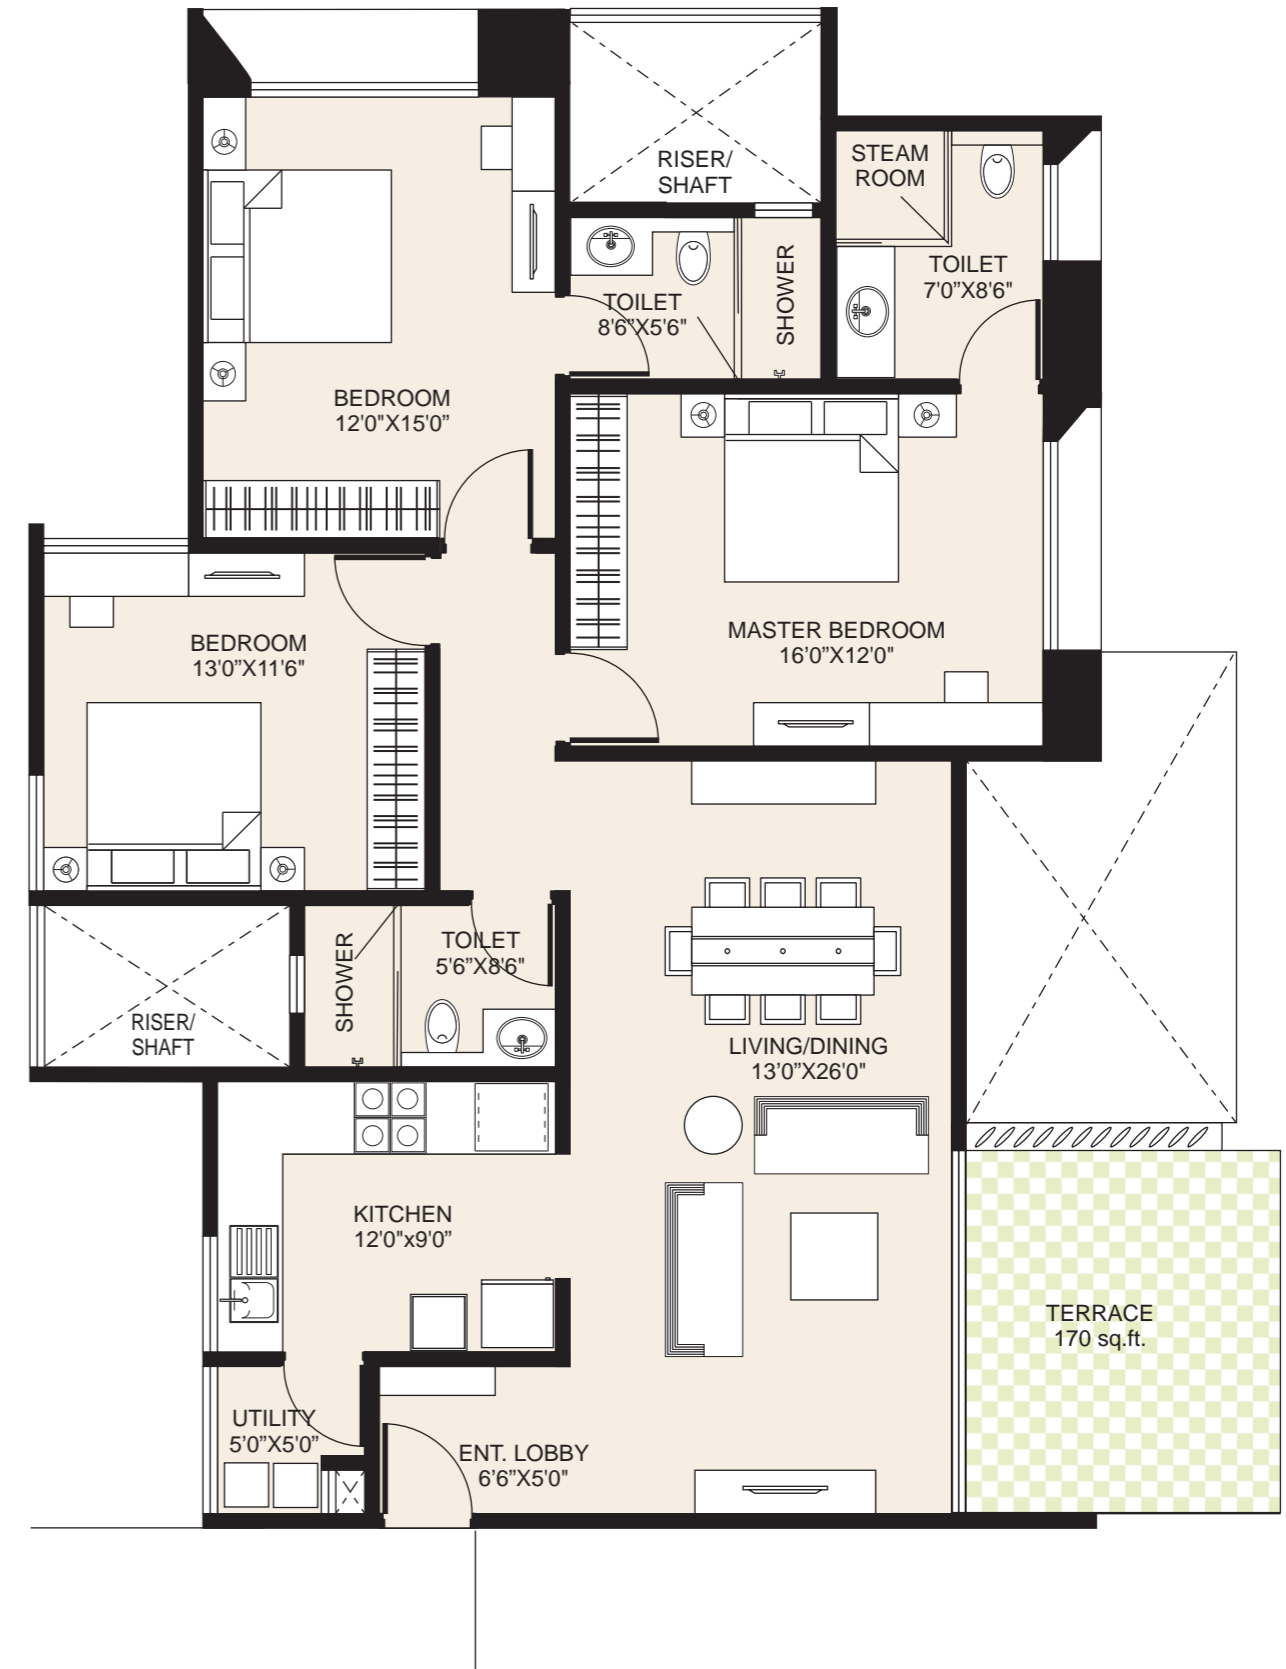 RISER/
SHAFT
STEAM
ROOM
TOILET
7'0”X8'6"
SHOWER
TOILET
8'6”X5'6"
BEDROOM
12'0"X15'0”
MASTER BEDROOM
16’0”X12'0"
BEDROOM
13'0”X11'6"
SHOWER
TOILET
5'6”X8'6"
RISER/
SHAFT
LIVING/DINING
13'0”X26'0"
KITCHEN
12'0"x9'0”
TERRACE
170 sq.ft.
UTILITY
5'0”X5'0”
ENT. LOBBY
6'6”X5'0"